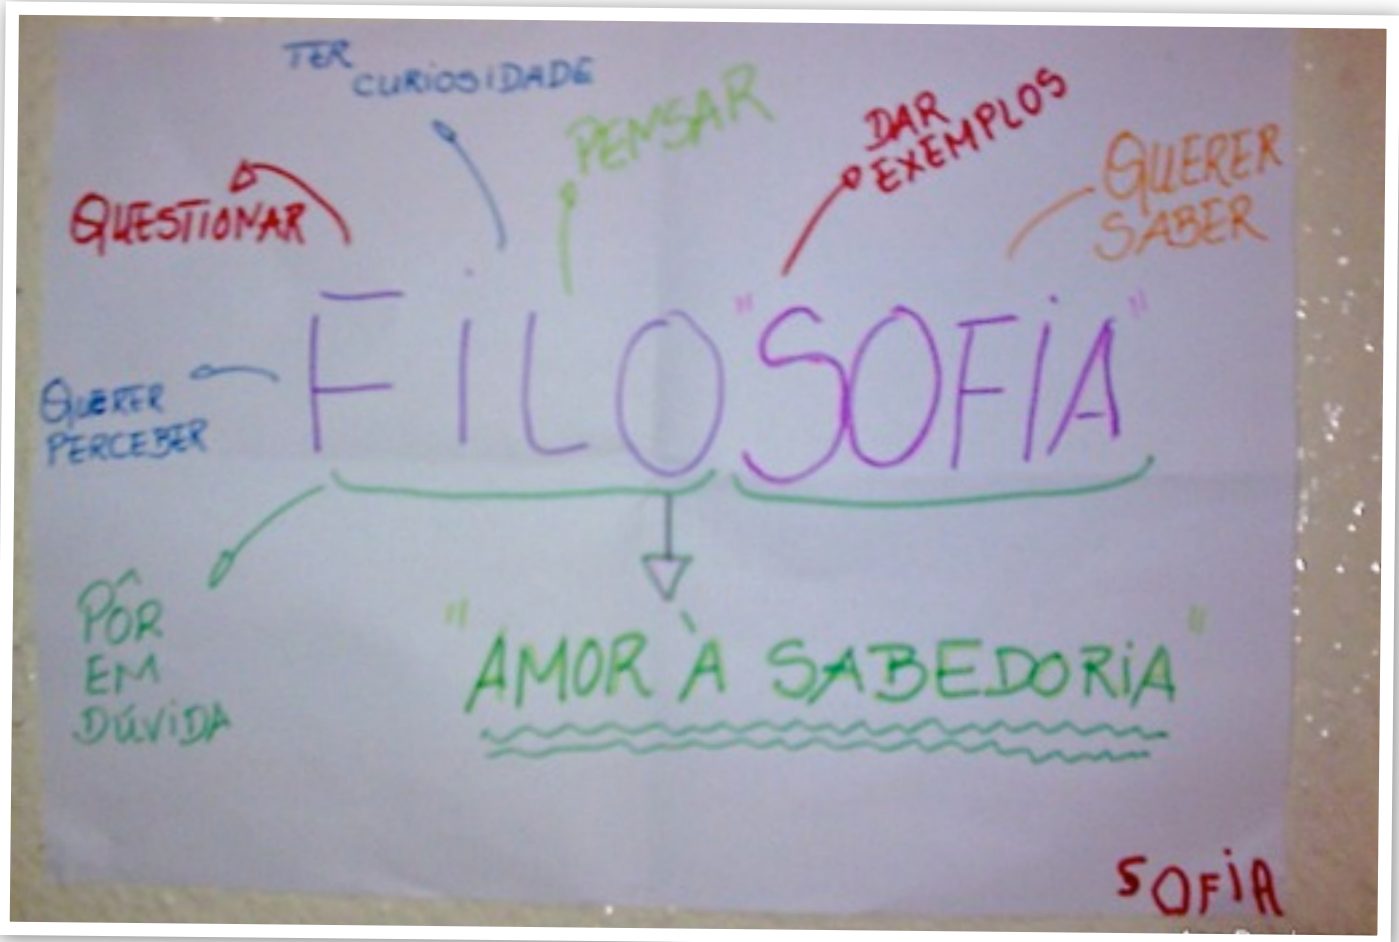 TER
CURIOSIDADE
PENSAR
DAR
EXEMPLOS
QUERER
SABER
QUESTIONAR
FILO"SOFIA"
QUERER
PERCEBER
PÔR
EM
DÚVIDA
"AMOR À SABEDORIA"
SOFIA